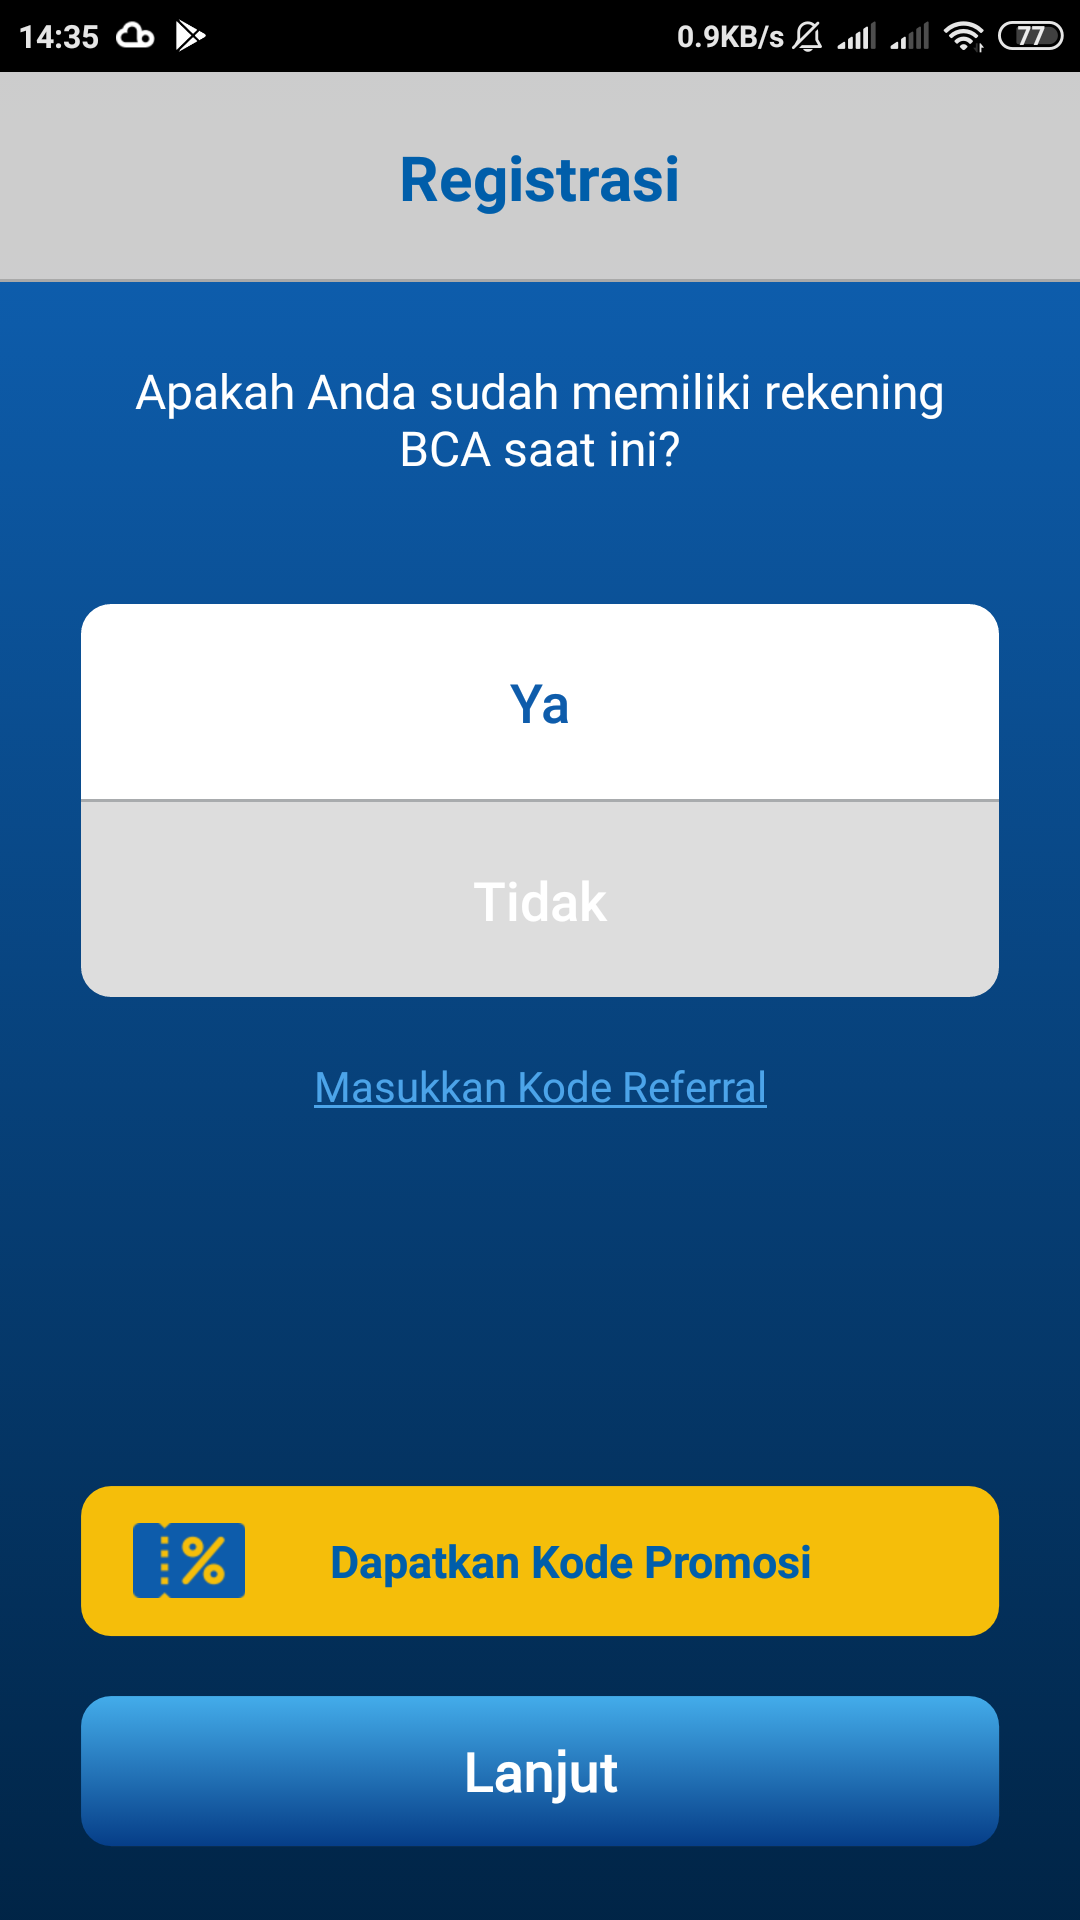 14:35 0.9KB/s 77
Registrasi
Apakah Anda sudah memiliki rekening
BCA saat ini?
Ya
Tidak
Masukkan Kode Referral
% Dapatkan Kode Promosi
Lanjut